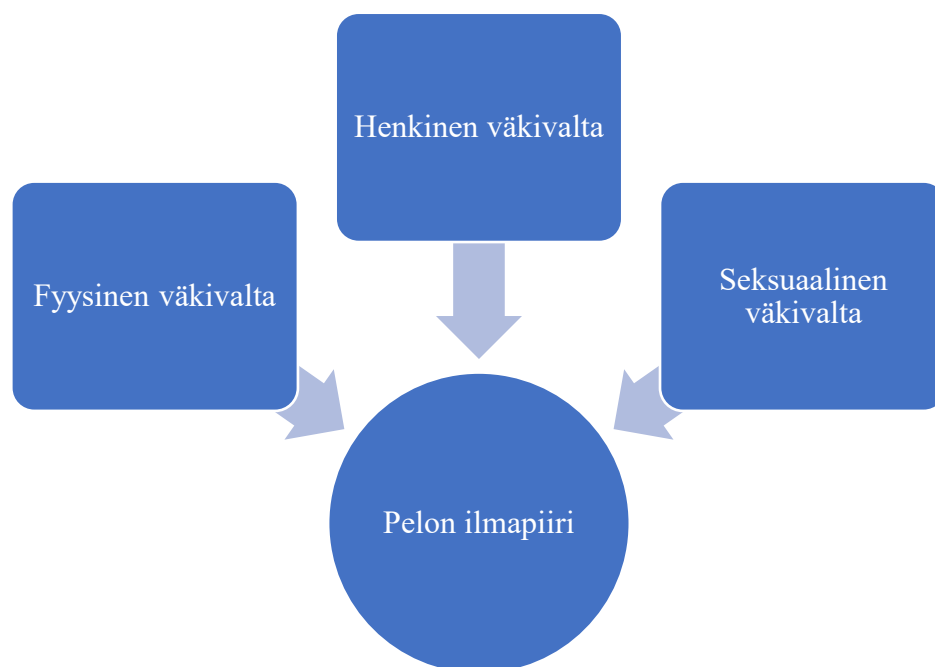 Henkinen väkivalta
Fyysinen väkivalta
Seksuaalinen
väkivalta
Pelon ilmapiiri